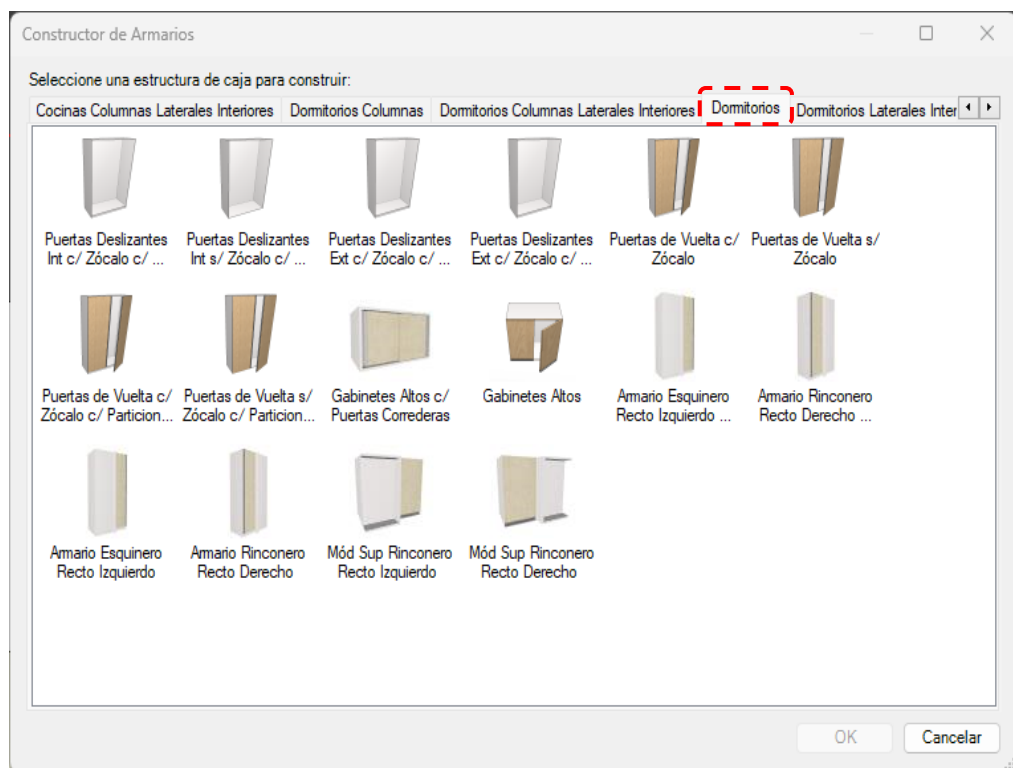 Constructor de Armarios
Seleccione una estructura de caja para construir:
Cocinas Columnas Laterales Interiores Dormitorios Columnas Dormitorios Columnas Laterales Interiores Dormitorios Dormitorios Laterales Inter
Puertas Deslizantes Int c/ Zócalo c/ ...
Puertas Deslizantes Int s/ Zócalo c/ ...
Puertas Deslizantes Ext c/ Zócalo c/ ...
Puertas Deslizantes Ext c/ Zócalo c/ ...
Puertas de Vuelta c/ Zócalo
Puertas de Vuelta s/ Zócalo
Puertas de Vuelta c/ Zócalo c/ Particion...
Puertas de Vuelta s/ Zócalo c/ Particion...
Gabinetes Altos c/ Puertas Correderas
Gabinetes Altos
Armario Esquinero Recto Izquierdo ...
Armario Rinconero Recto Derecho ...
Armario Esquinero Recto Izquierdo
Armario Rinconero Recto Derecho
Mód Sup Rinconero Recto Izquierdo
Mód Sup Rinconero Recto Derecho
OK Cancelar